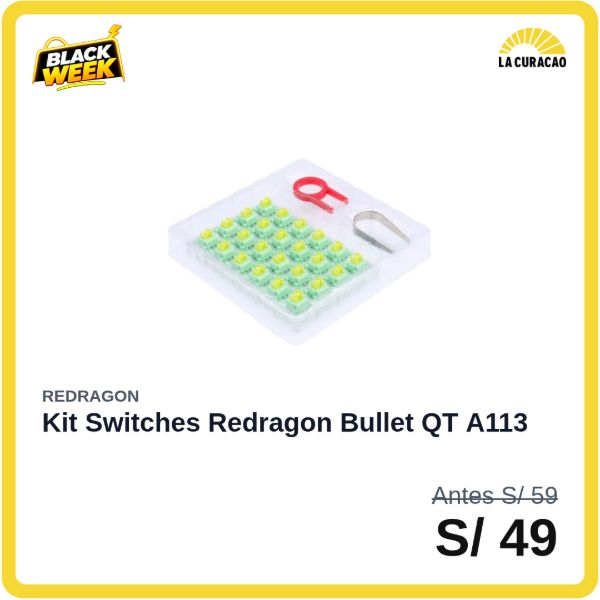 BLACK
WEEK
LA CURACAO
REDRAGON
Kit Switches Redragon Bullet QT A113
Antes S/ 59
S/ 49